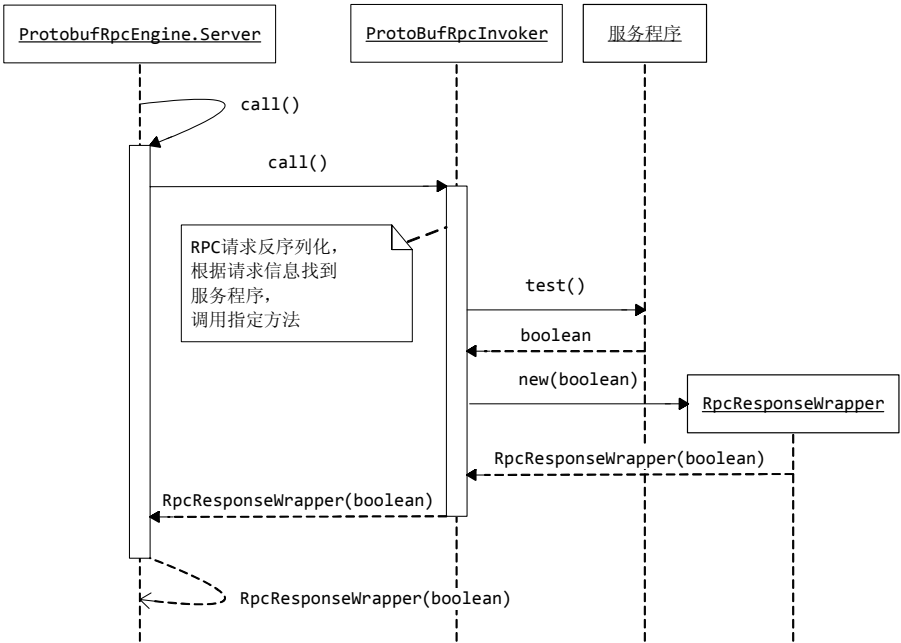 ProtobufRpcEngine.Server
ProtoBufRpcInvoker
服务程序
call()
call()
RPC请求反序列化，
根据请求信息找到
服务程序，
调用指定方法
test()
boolean
new(boolean)
RpcResponseWrapper
RpcResponseWrapper(boolean)
RpcResponseWrapper(boolean)
RpcResponseWrapper(boolean)